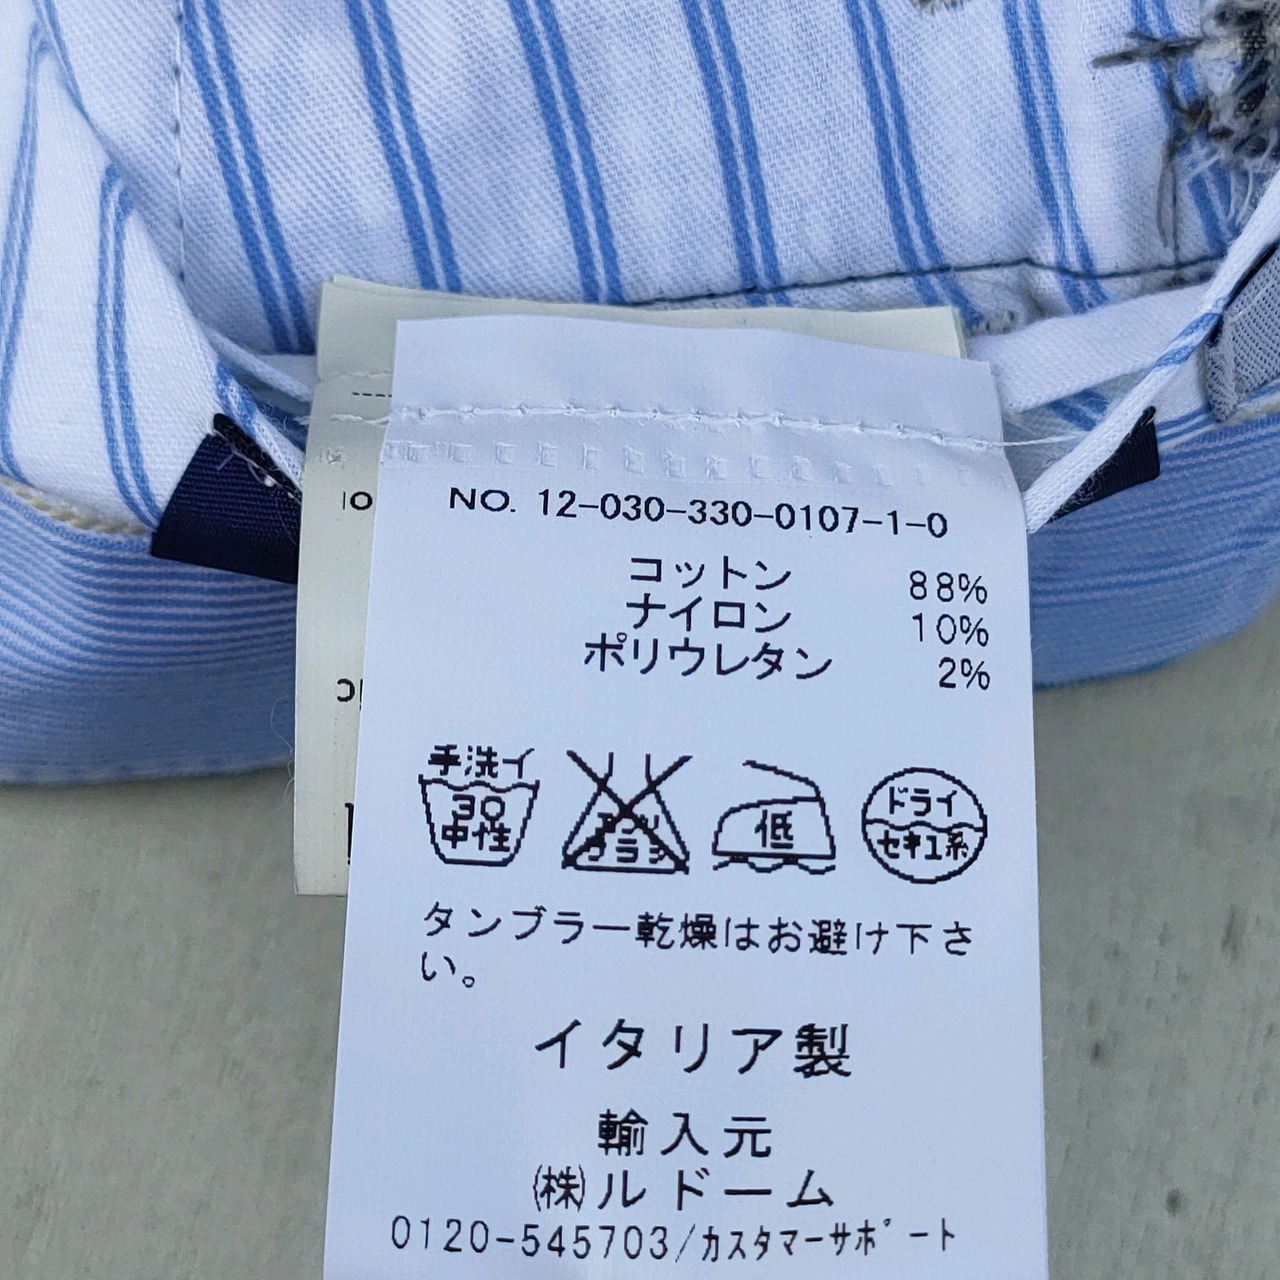 NO. 12-030-330-0107-1-0
コットン 88%
ナイロン 10%
ポリウレタン 2%
手洗イ
30
中性
エンソ
サラシ
低
ドライ
セキユ系
タンブラー乾燥はお避け下さ
い。
イタリア製
輸入元
㈱ルドーム
0120-545703/カスタマーサポート